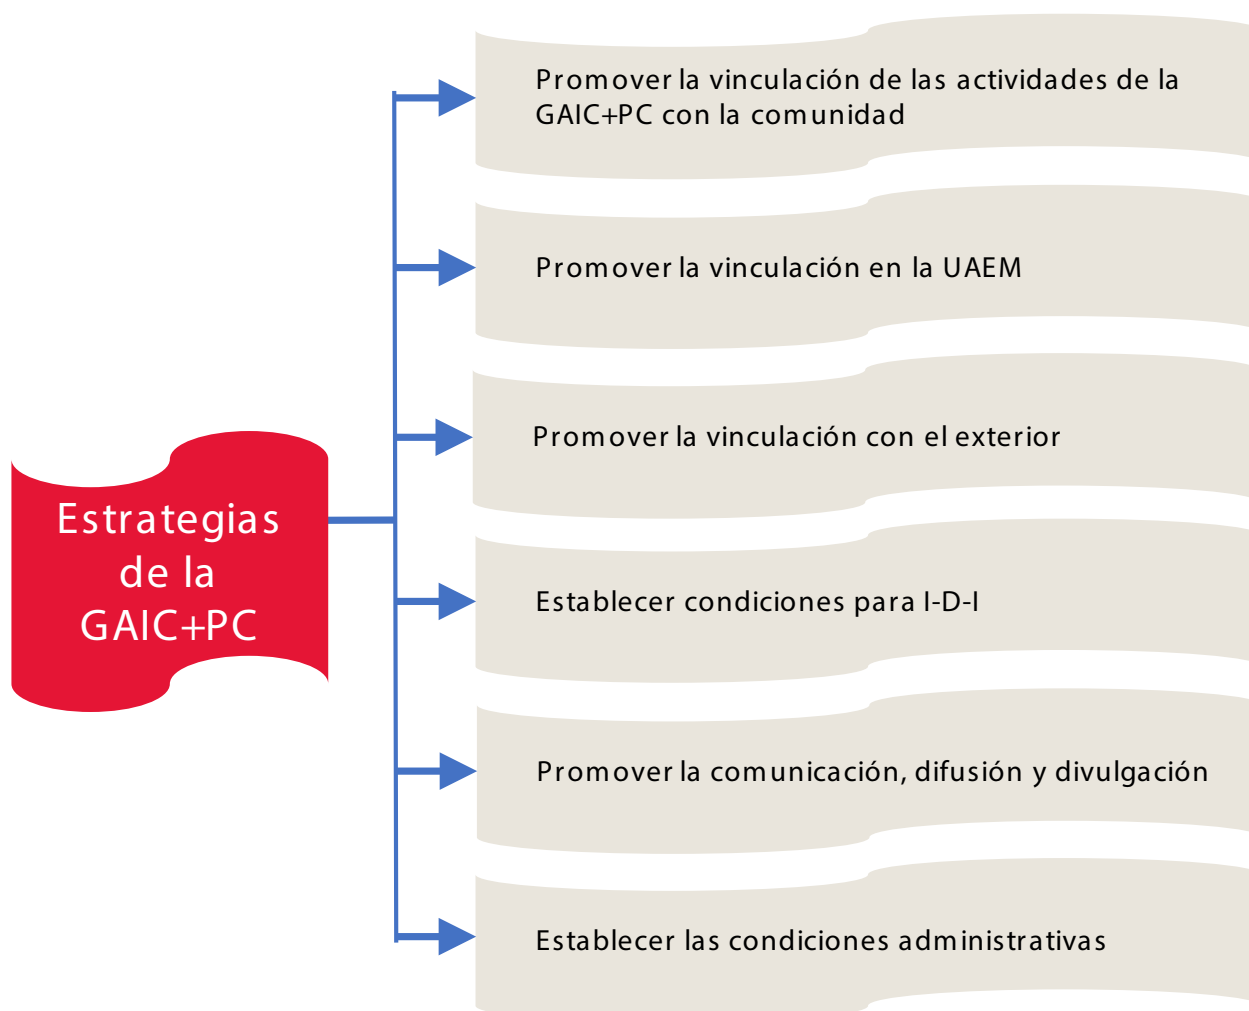 Promover la vinculación de las actividades de la
GAIC+PC con la comunidad
Promover la vinculación en la UAEM
Promover la vinculación con el exterior
Estrategias
de la
GAIC+PC
Establecer condiciones para I-D-I
Promover la comunicación, difusión y divulgación
Establecer las condiciones administrativas